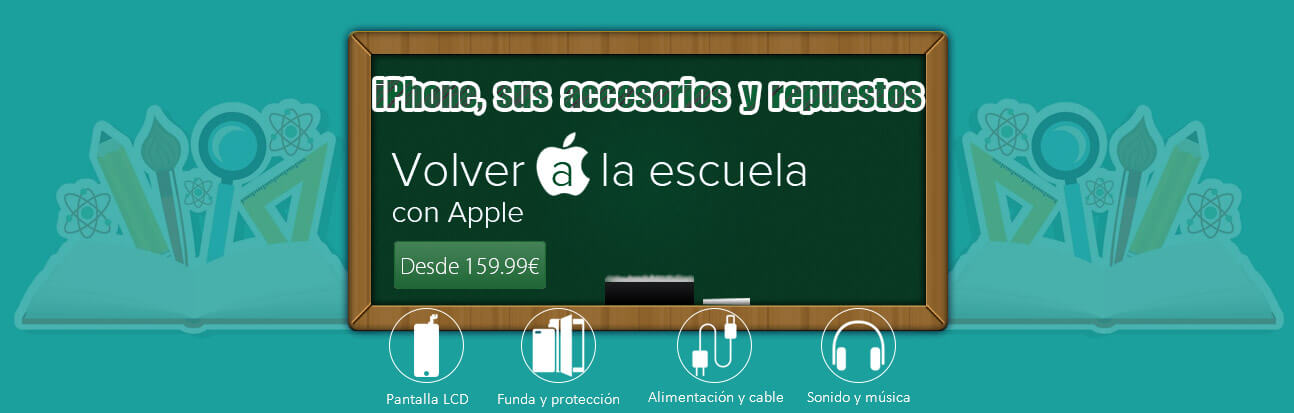 iPhone, sus accesorios y repuestos
Volver a la escuela
con Apple
Desde 159.99€
Pantalla LCD
Funda y protección
Alimentación y cable
Sonido y música